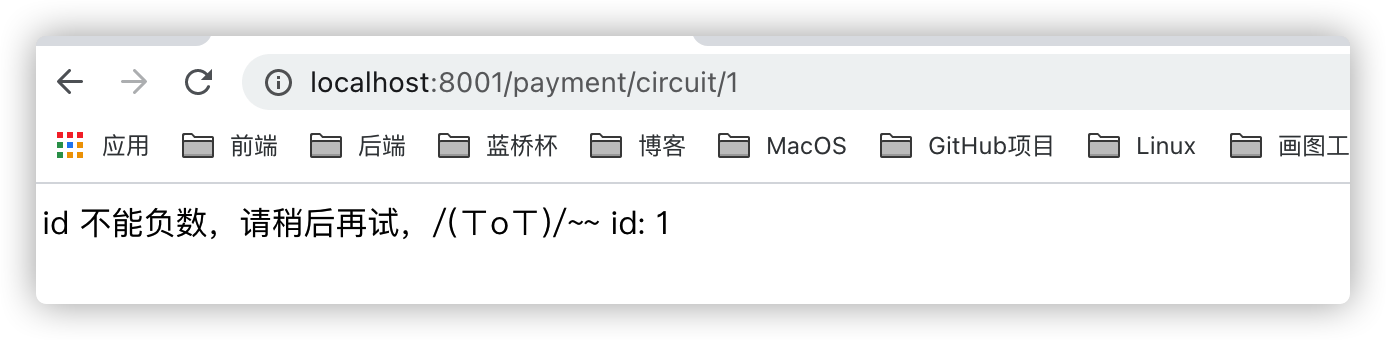 localhost:8001/payment/circuit/1
应用 前端 后端 蓝桥杯 博客 MacOS GitHub项目 Linux 画图工
id 不能负数，请稍后再试，/(ㄒoㄒ)/~~ id: 1